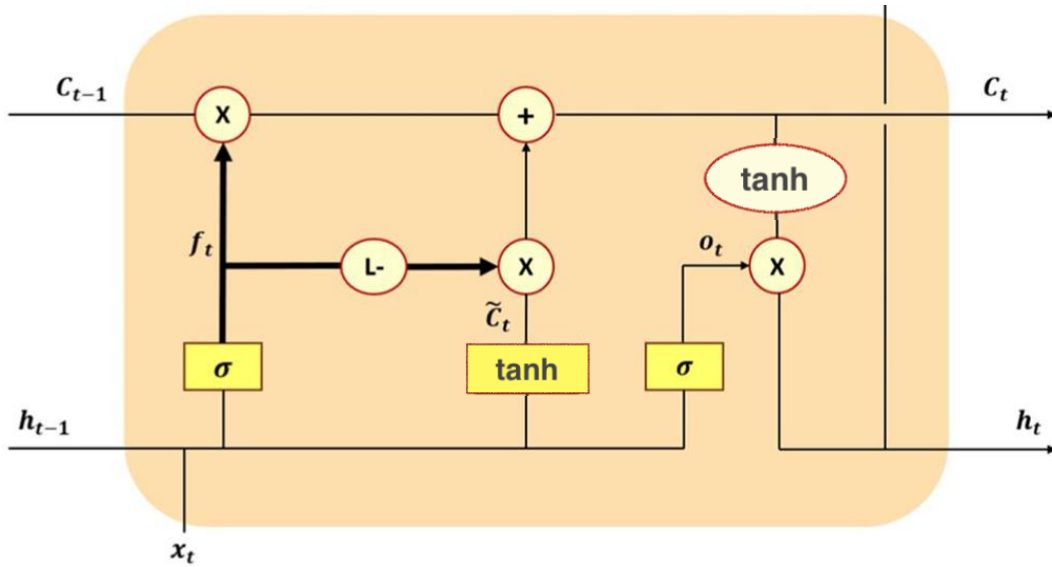 C_{t-1}
C_t
X
+
tanh
f_t
o_t
L-
X
X
C̃_t
σ
tanh
σ
h_{t-1}
h_t
x_t